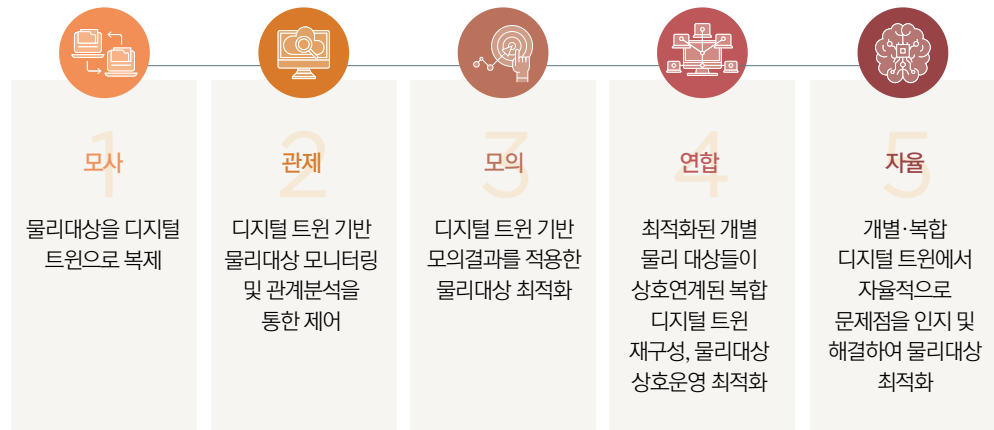 1
모사
물리대상을 디지털
트윈으로 복제
2
관제
디지털 트윈 기반
물리대상 모니터링
및 관계분석을
통한 제어
3
모의
디지털 트윈 기반
모의결과를 적용한
물리대상 최적화
4
연합
최적화된 개별
물리 대상들이
상호연계된 복합
디지털 트윈
재구성, 물리대상
상호운영 최적화
5
자율
개별·복합
디지털 트윈에서
자율적으로
문제점을 인지 및
해결하여 물리대상
최적화